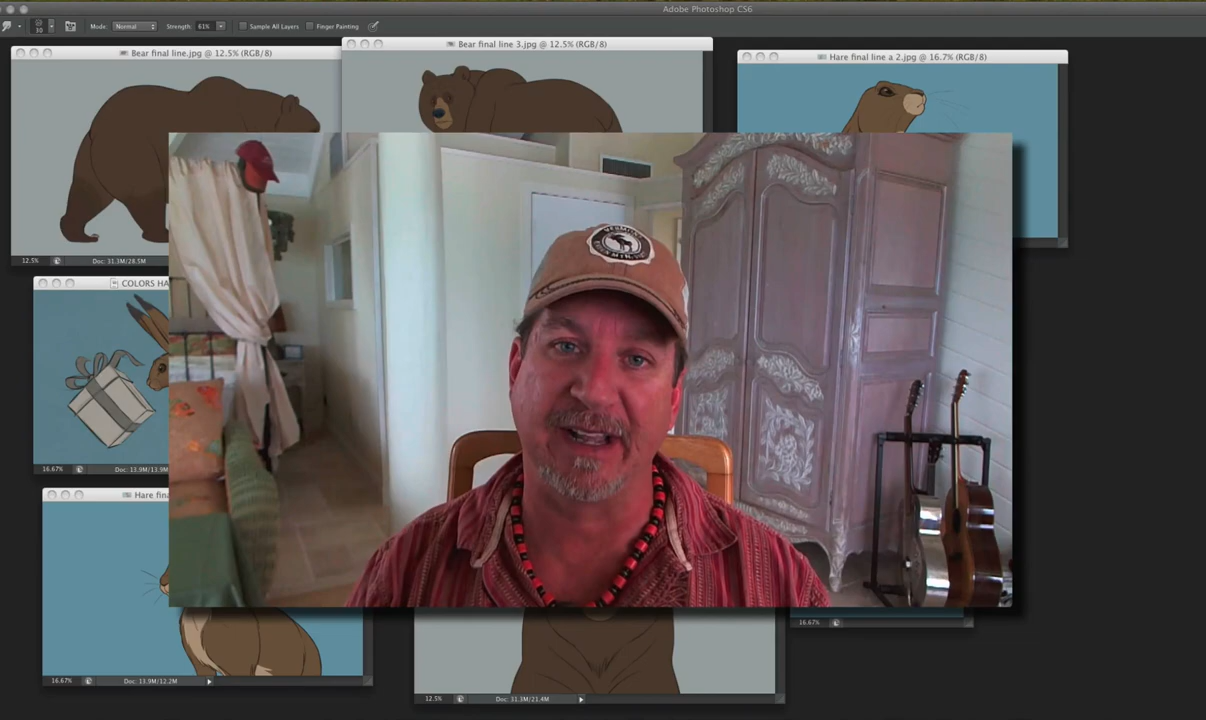 Adobe Photoshop CS6
30
Mode: Normal
Strength: 61%
Sample All Layers
Finger Painting
Bear final line.jpg @ 12.5% (RGB/8)
Bear final line 3.jpg @ 12.5% (RGB/8)
Hare final line a 2.jpg @ 16.7% (RGB/8)
VERMONT
12.5%
Doc: 31.3M/28.5M
COLORS HA
16.67%
Doc: 13.9M/13.9M
Hare fina
16.67%
16.67%
Doc: 13.9M/12.2M
12.5%
Doc: 31.3M/21.4M